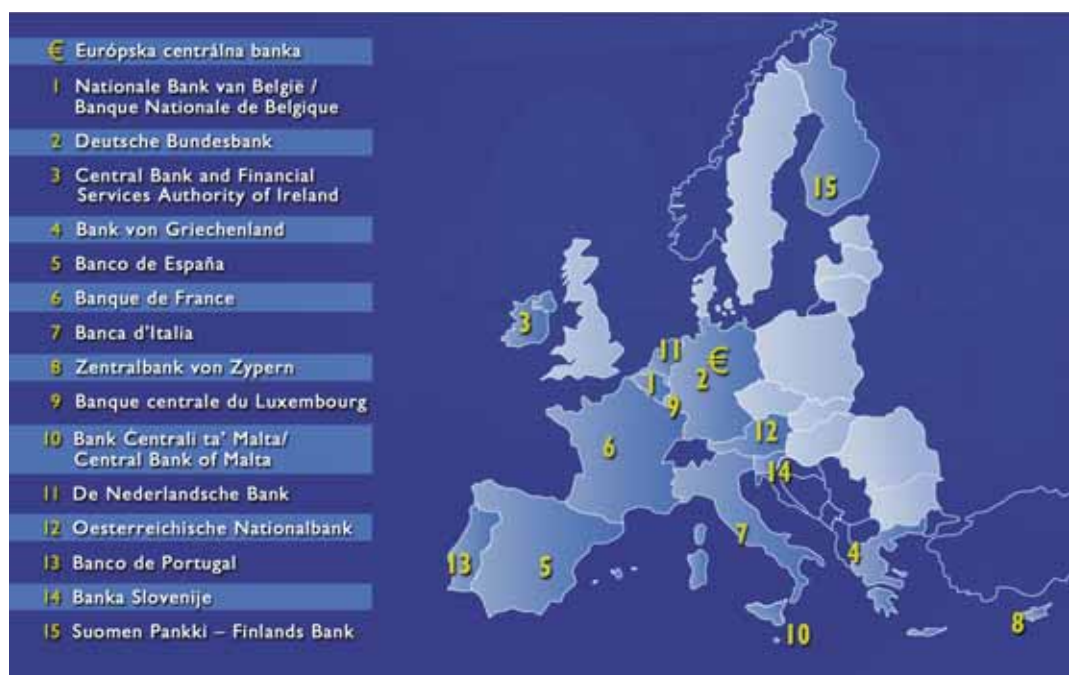 € Európska centrálna banka
1 Nationale Bank van België /
Banque Nationale de Belgique
2 Deutsche Bundesbank
3 Central Bank and Financial
Services Authority of Ireland
4 Bank von Griechenland
5 Banco de España
6 Banque de France
7 Banca d'Italia
8 Zentralbank von Zypern
9 Banque centrale du Luxembourg
10 Bank Ċentrali ta' Malta/
Central Bank of Malta
11 De Nederlandsche Bank
12 Oesterreichische Nationalbank
13 Banco de Portugal
14 Banka Slovenije
15 Suomen Pankki – Finlands Bank
15
3
11
€
1
2
9
12
6
14
7
4
13
5
10
8